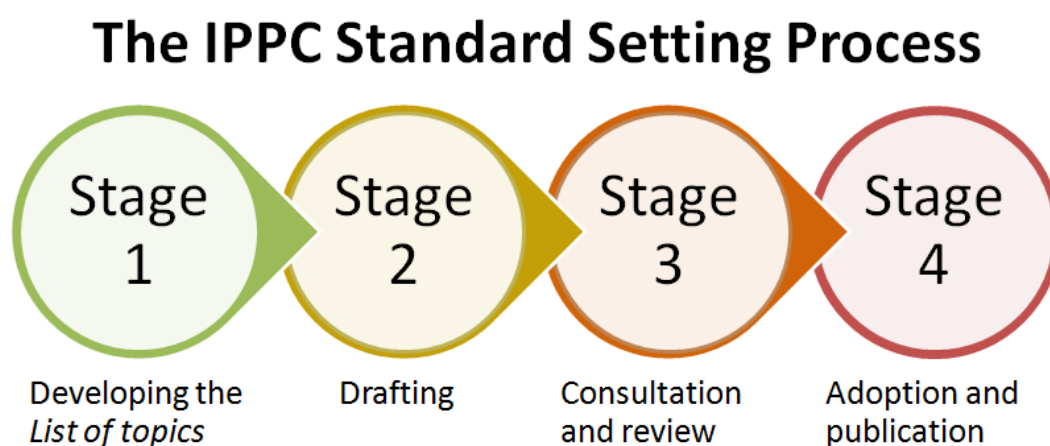 The IPPC Standard Setting Process
Stage
1
Stage
2
Stage
3
Stage
4
Developing the
List of topics
Drafting
Consultation
and review
Adoption and
publication